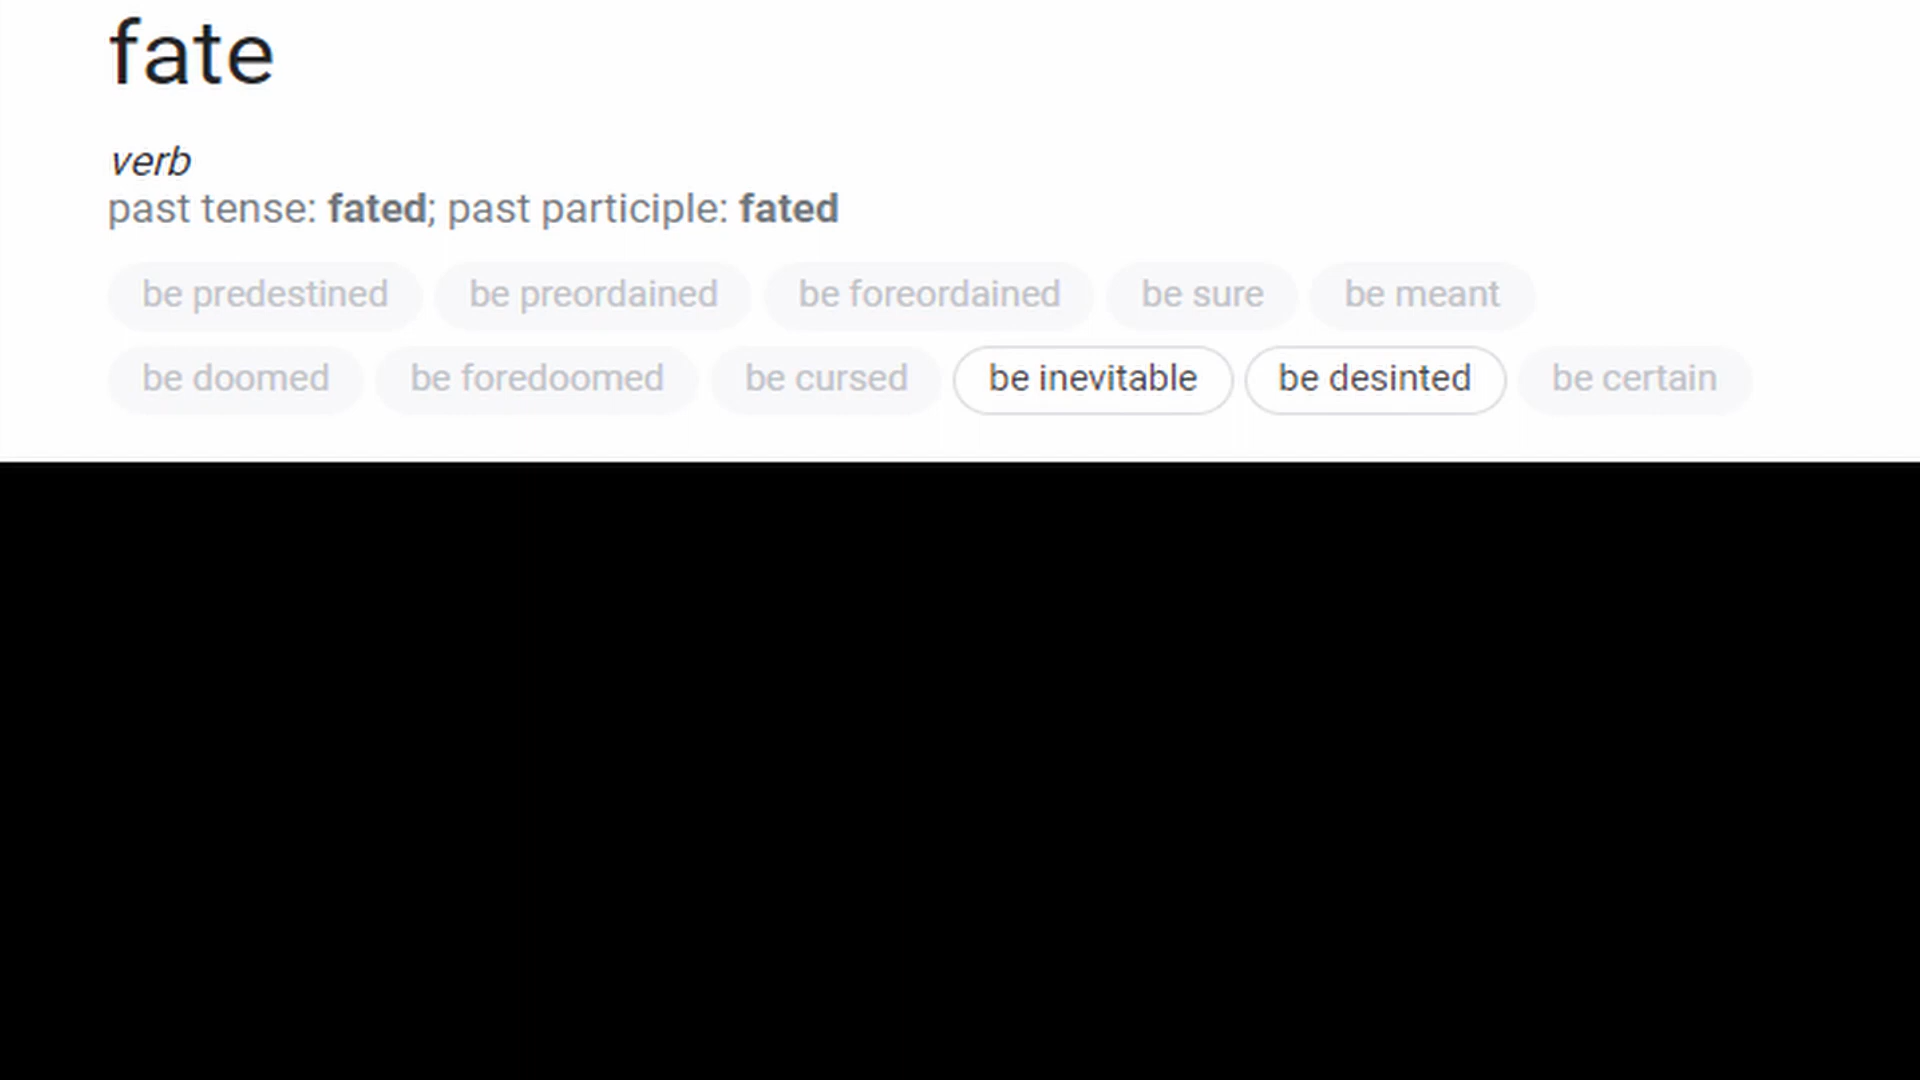 fate
verb
past tense: fated; past participle: fated
be predestined be preordained be foreordained be sure be meant
be doomed be foredoomed be cursed be inevitable be desinted be certain